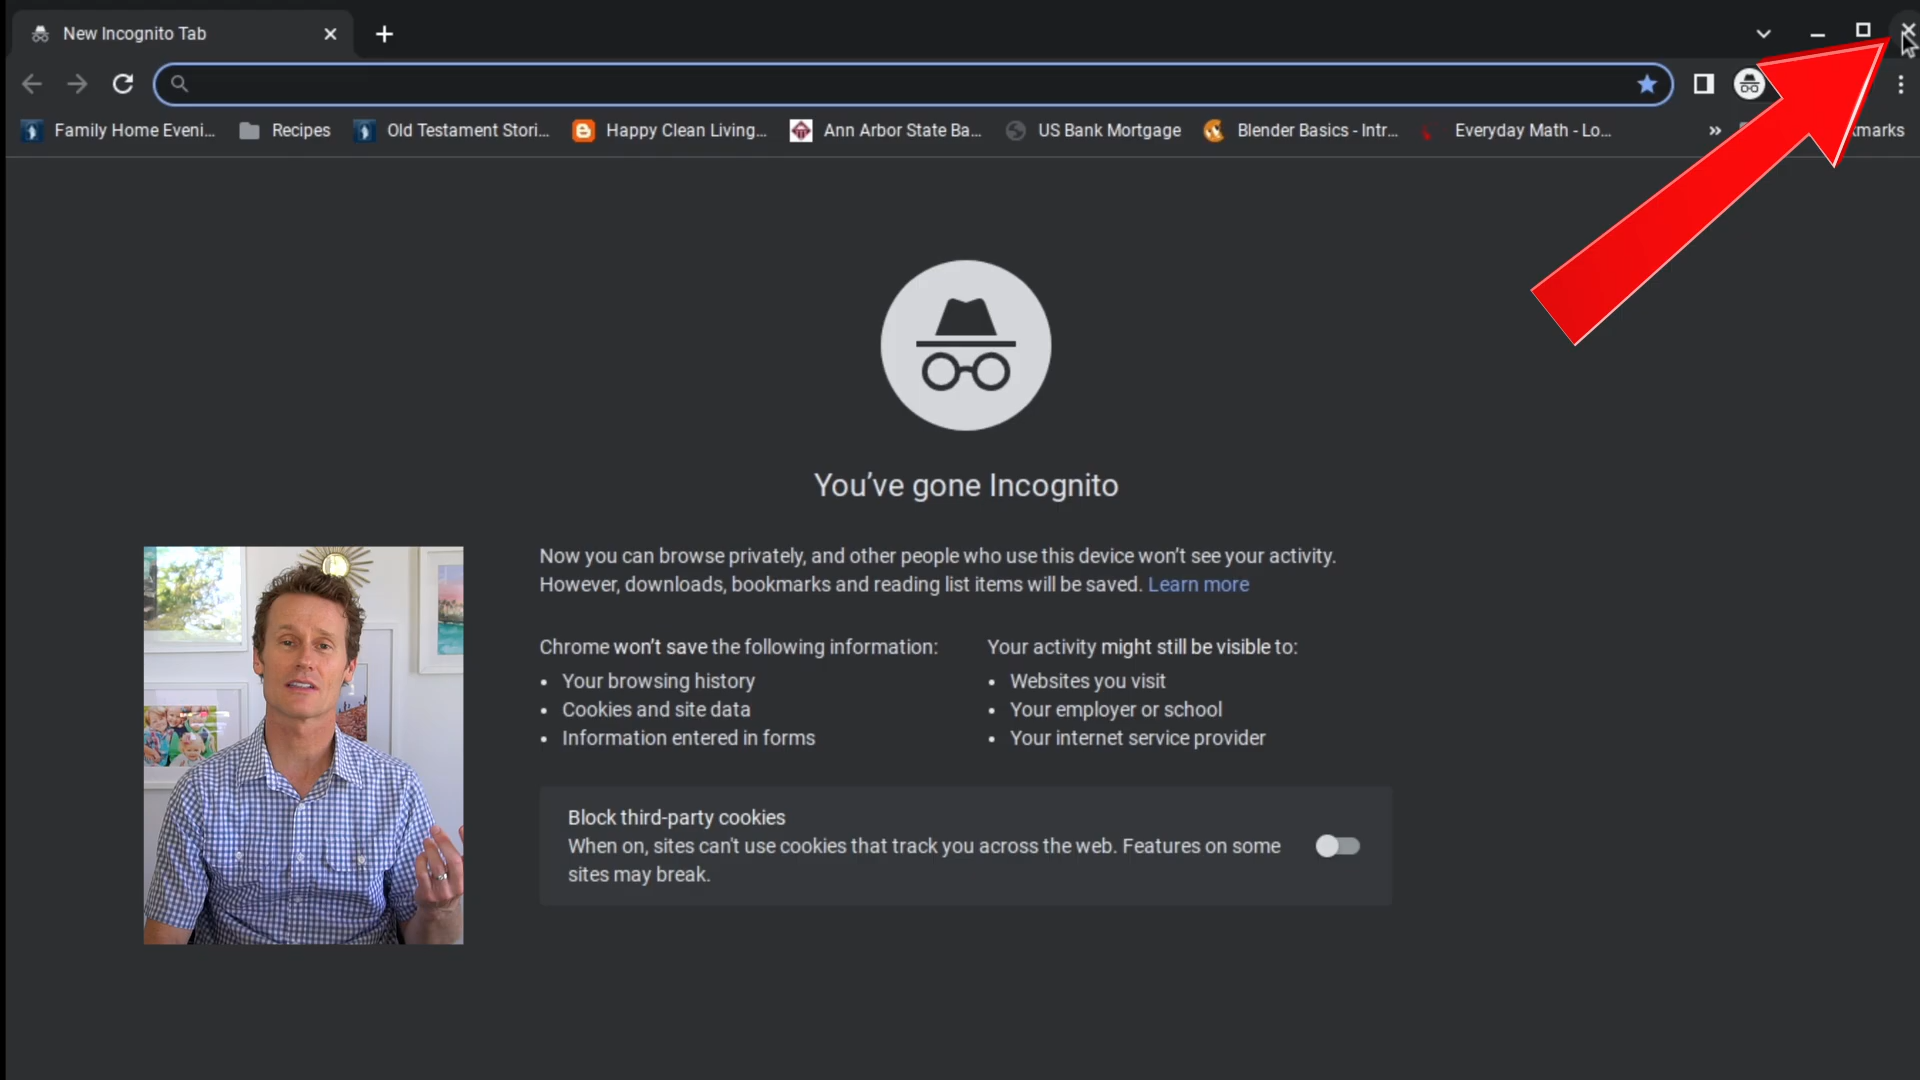 New Incognito Tab
Family Home Eveni...
Recipes
Old Testament Stori...
Happy Clean Living...
Ann Arbor State Ba...
US Bank Mortgage
Blender Basics - Intr...
Everyday Math - Lo...
You've gone Incognito
Now you can browse privately, and other people who use this device won't see your activity.
However, downloads, bookmarks and reading list items will be saved. Learn more
Chrome won't save the following information:
• Your browsing history
• Cookies and site data
• Information entered in forms
Your activity might still be visible to:
• Websites you visit
• Your employer or school
• Your internet service provider
Block third-party cookies
When on, sites can't use cookies that track you across the web. Features on some
sites may break.